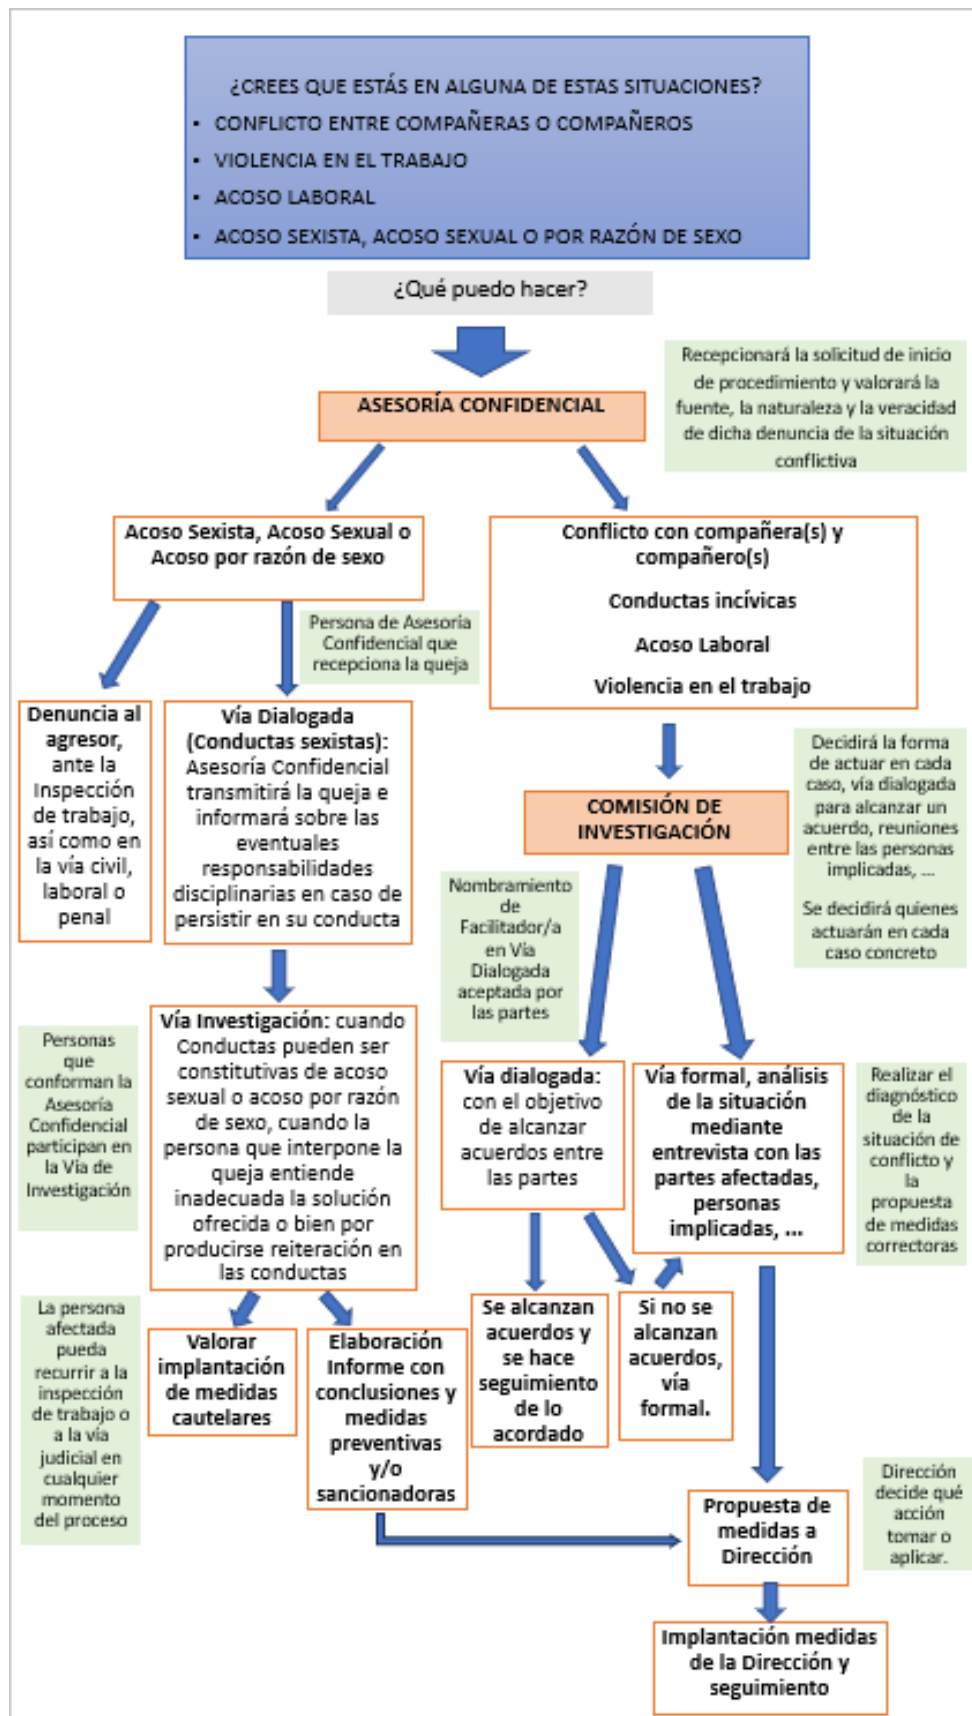 ¿CREES QUE ESTÁS EN ALGUNA DE ESTAS SITUACIONES?
▪ CONFLICTO ENTRE COMPAÑERAS O COMPAÑEROS
▪ VIOLENCIA EN EL TRABAJO
▪ ACOSO LABORAL
▪ ACOSO SEXISTA, ACOSO SEXUAL O POR RAZÓN DE SEXO
¿Qué puedo hacer?
Recepcionará la solicitud de inicio
de procedimiento y valorará la
fuente, la naturaleza y la veracidad
de dicha denuncia de la situación
conflictiva
ASESORÍA CONFIDENCIAL
Acoso Sexista, Acoso Sexual o
Acoso por razón de sexo
Conflicto con compañera(s) y
compañero(s)
Conductas incívicas
Acoso Laboral
Violencia en el trabajo
Persona de Asesoria
Confidencial que
recepciona la queja
Denuncia al
agresor,
ante la
Inspección
de trabajo,
así como en
la vía civil,
laboral o
penal
Vía Dialogada
(Conductas sexistas):
Asesoría Confidencial
transmitirá la queja e
informará sobre las
eventuales
responsabilidades
disciplinarias en caso de
persistir en su conducta
Decidirá la forma
de actuar en cada
caso, vía dialogada
para alcanzar un
acuerdo, reuniones
entre las personas
implicadas, ...
Se decidirá quienes
actuarán en cada
caso concreto
COMISIÓN DE
INVESTIGACIÓN
Nombramiento
de
Facilitador/a
en Vía
Dialogada
aceptada por
las partes
Personas
que
conforman la
Asesoría
Confidencial
participan en
la Vía de
Investigación
Vía Investigación: cuando
Conductas pueden ser
constitutivas de acoso
sexual o acoso por razón
de sexo, cuando la
persona que interpone la
queja entiende
inadecuada la solución
ofrecida o bien por
producirse reiteración en
las conductas
Vía dialogada:
con el objetivo
de alcanzar
acuerdos entre
las partes
Vía formal, análisis
de la situación
mediante
entrevista con las
partes afectadas,
personas
implicadas, ...
Realizar el
diagnóstico
de la
situación de
conflicto y
la
propuesta
de medidas
correctoras
La persona
afectada
pueda
recurrir a la
inspección
de trabajo o
a la vía
judicial en
cualquier
momento
del proceso
Valorar
implantación
de medidas
cautelares
Elaboración
Informe con
conclusiones y
medidas
preventivas
y/o
sancionadoras
Se alcanzan
acuerdos y
se hace
seguimiento
de lo
acordado
Si no se
alcanzan
acuerdos,
vía
formal.
Propuesta de
medidas a
Dirección
Dirección
decide qué
acción
tomar o
aplicar.
Implantación medidas
de la Dirección y
seguimiento